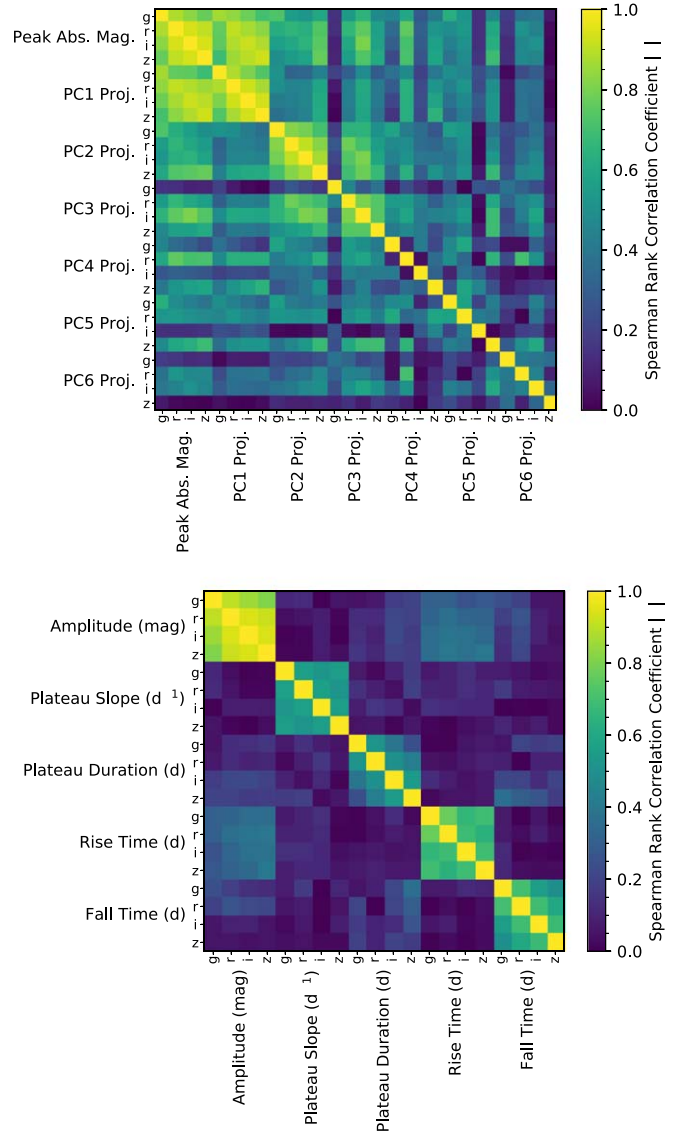 Peak Abs. Mag.
PC1 Proj.
PC2 Proj.
PC3 Proj.
PC4 Proj.
PC5 Proj.
PC6 Proj.
g
r
i
z
g
r
i
z
g
r
i
z
g
r
i
z
g
r
i
z
g
r
i
z
g
r
i
z
g
r
i
z
g
r
i
z
g
r
i
z
g
r
i
z
g
r
i
z
g
r
i
z
g
r
i
z
Peak Abs. Mag.
PC1 Proj.
PC2 Proj.
PC3 Proj.
PC4 Proj.
PC5 Proj.
PC6 Proj.
1.0
0.8
0.6
0.4
0.2
0.0
Spearman Rank Correlation Coefficient | |
Amplitude (mag)
Plateau Slope (d ¹)
Plateau Duration (d)
Rise Time (d)
Fall Time (d)
g
r
i
z
g
r
i
z
g
r
i
z
g
r
i
z
g
r
i
z
g
r
i
z
g
r
i
z
g
r
i
z
g
r
i
z
g
r
i
z
Amplitude (mag)
Plateau Slope (d ¹)
Plateau Duration (d)
Rise Time (d)
Fall Time (d)
1.0
0.8
0.6
0.4
0.2
0.0
Spearman Rank Correlation Coefficient | |